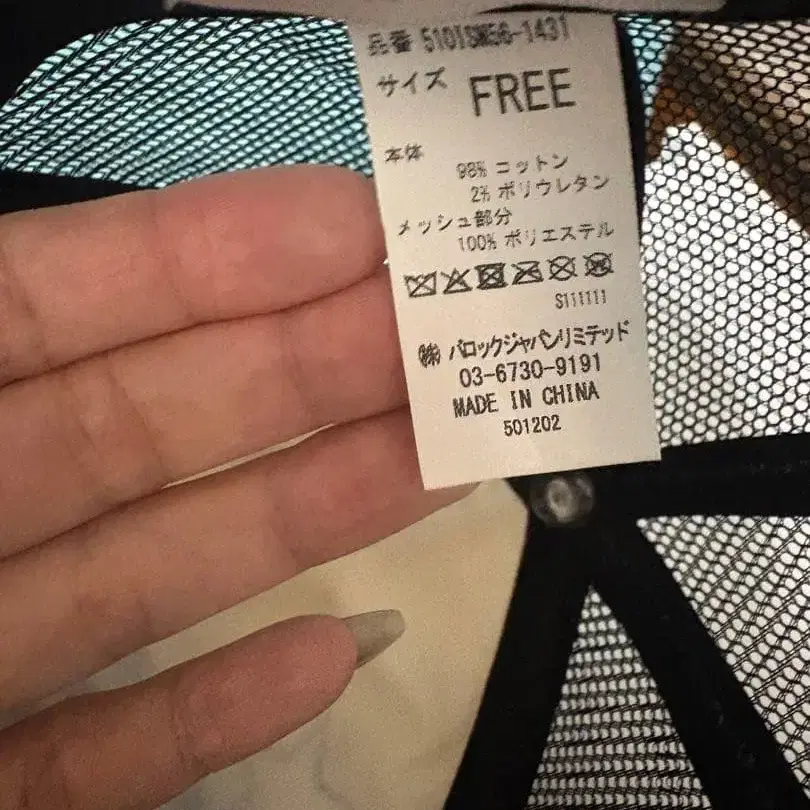 品番 510ISW56-1431
サイズ FREE
本体
98% コットン
2% ポリウレタン
メッシュ部分
100% ポリエステル
S111111
㈱ バロックジャパンリミテッド
03-6730-9191
MADE IN CHINA
501202